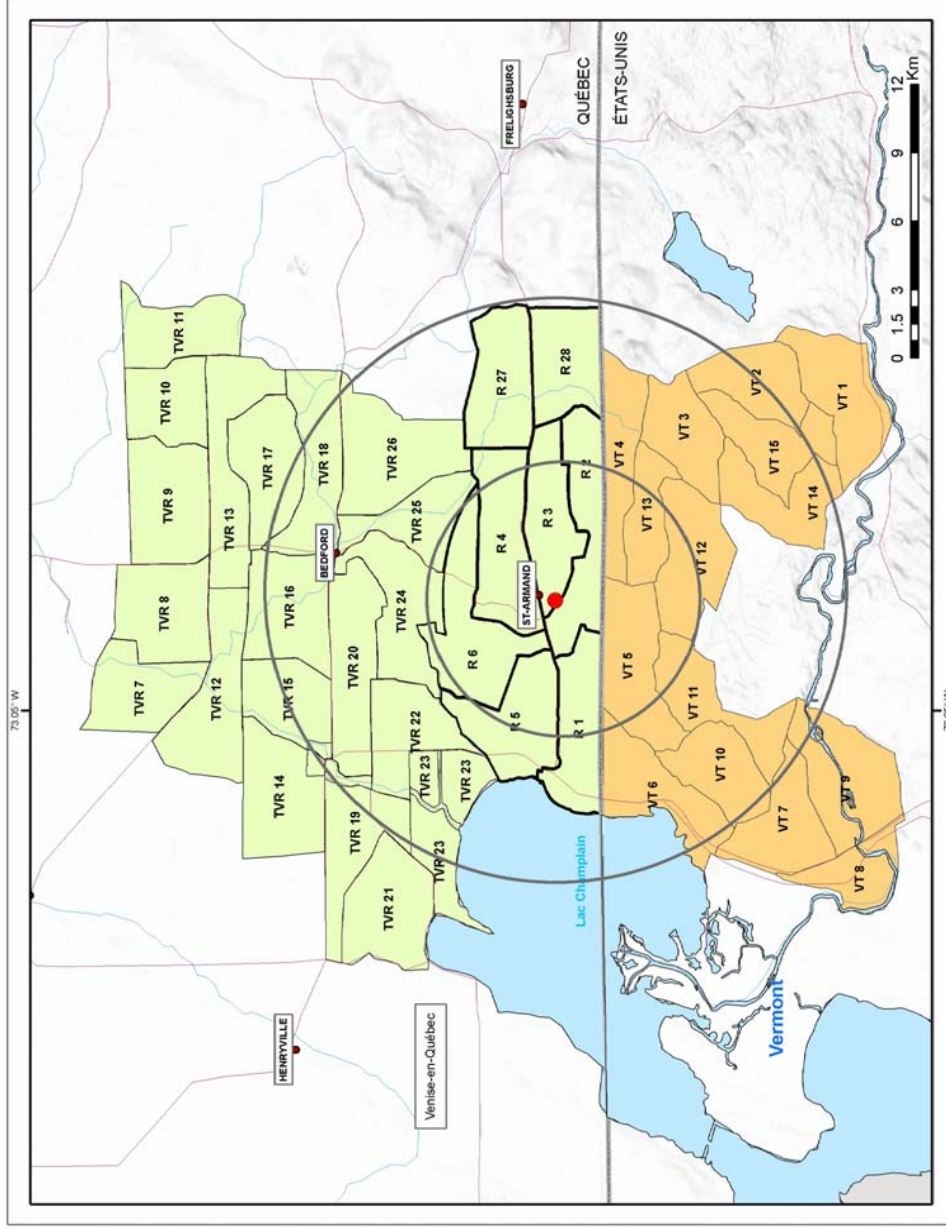 73.05° W
TVR 11
TVR 10
TVR 9
TVR 8
TVR 7
TVR 13
TVR 17
TVR 12
TVR 18
TVR 16
TVR 15
TVR 14
BEDFORD
TVR 26
TVR 25
TVR 24
TVR 20
TVR 22
TVR 19
TVR 21
TVR 23
TVR 23
TVR 23
HENRYVILLE
Venise-en-Québec
FRELIGHSBURG
R 27
R 28
R 4
R 3
R 2
R 6
R 5
R 1
ST-ARMAND
QUÉBEC
ÉTATS-UNIS
Lac Champlain
VT 4
VT 13
VT 3
VT 2
VT 1
VT 15
VT 14
VT 12
VT 5
VT 11
VT 10
VT 6
VT 7
VT 9
VT 8
Vermont
0 1.5 3 6 9 12
Km